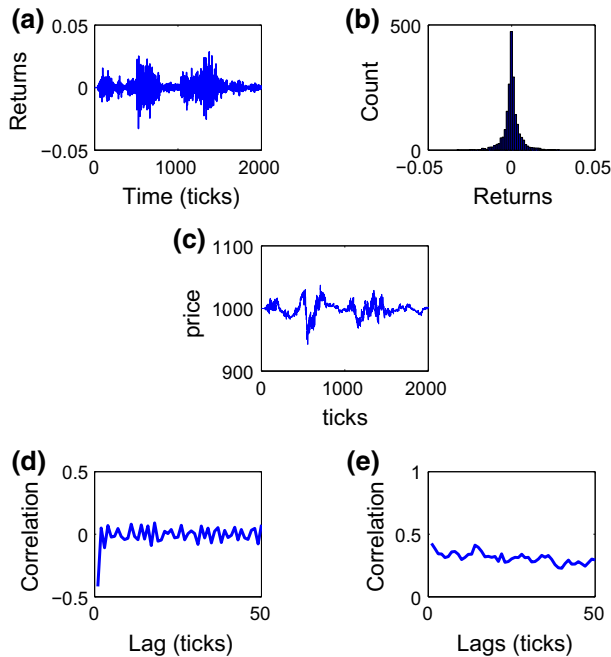 (a)
0.05
0
−0.05
Returns
0 1000 2000
Time (ticks)
(b)
500
0
Count
−0.05 0 0.05
Returns
(c)
1100
1000
900
price
0 1000 2000
ticks
(d)
0.5
0
−0.5
Correlation
0 50
Lag (ticks)
(e)
1
0.5
0
Correlation
0 50
Lags (ticks)